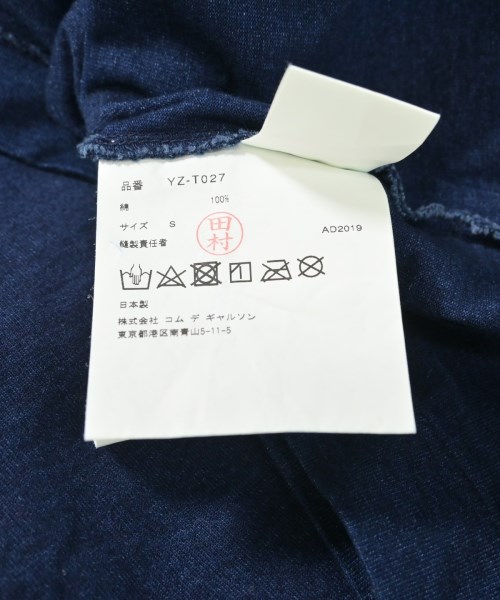 品番 YZ-T027
綿 100%
サイズ S
縫製責任者 田村 AD2019
日本製
株式会社 コム デ ギャルソン
東京都港区南青山5-11-5